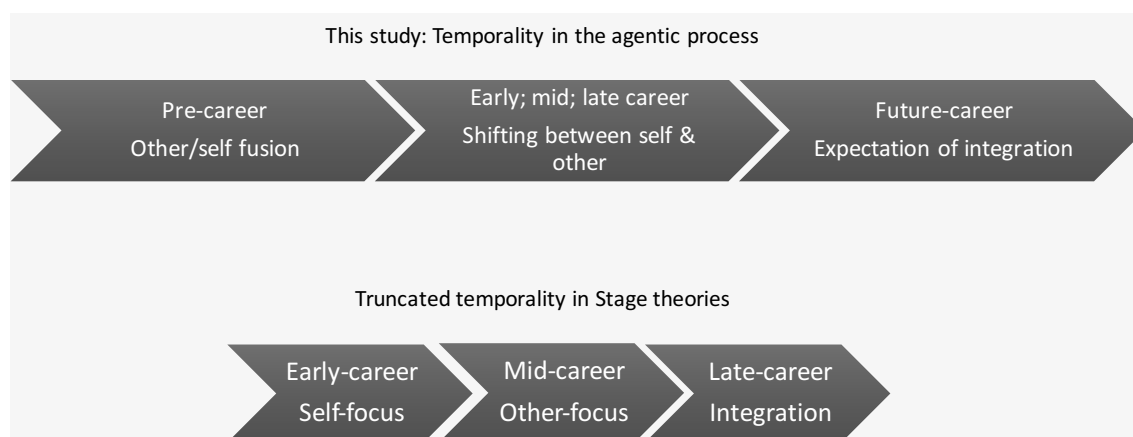 This study: Temporality in the agentic process
Pre-career
Other/self fusion
Early; mid; late career
Shifting between self &
other
Future-career
Expectation of integration
Truncated temporality in Stage theories
Early-career
Self-focus
Mid-career
Other-focus
Late-career
Integration